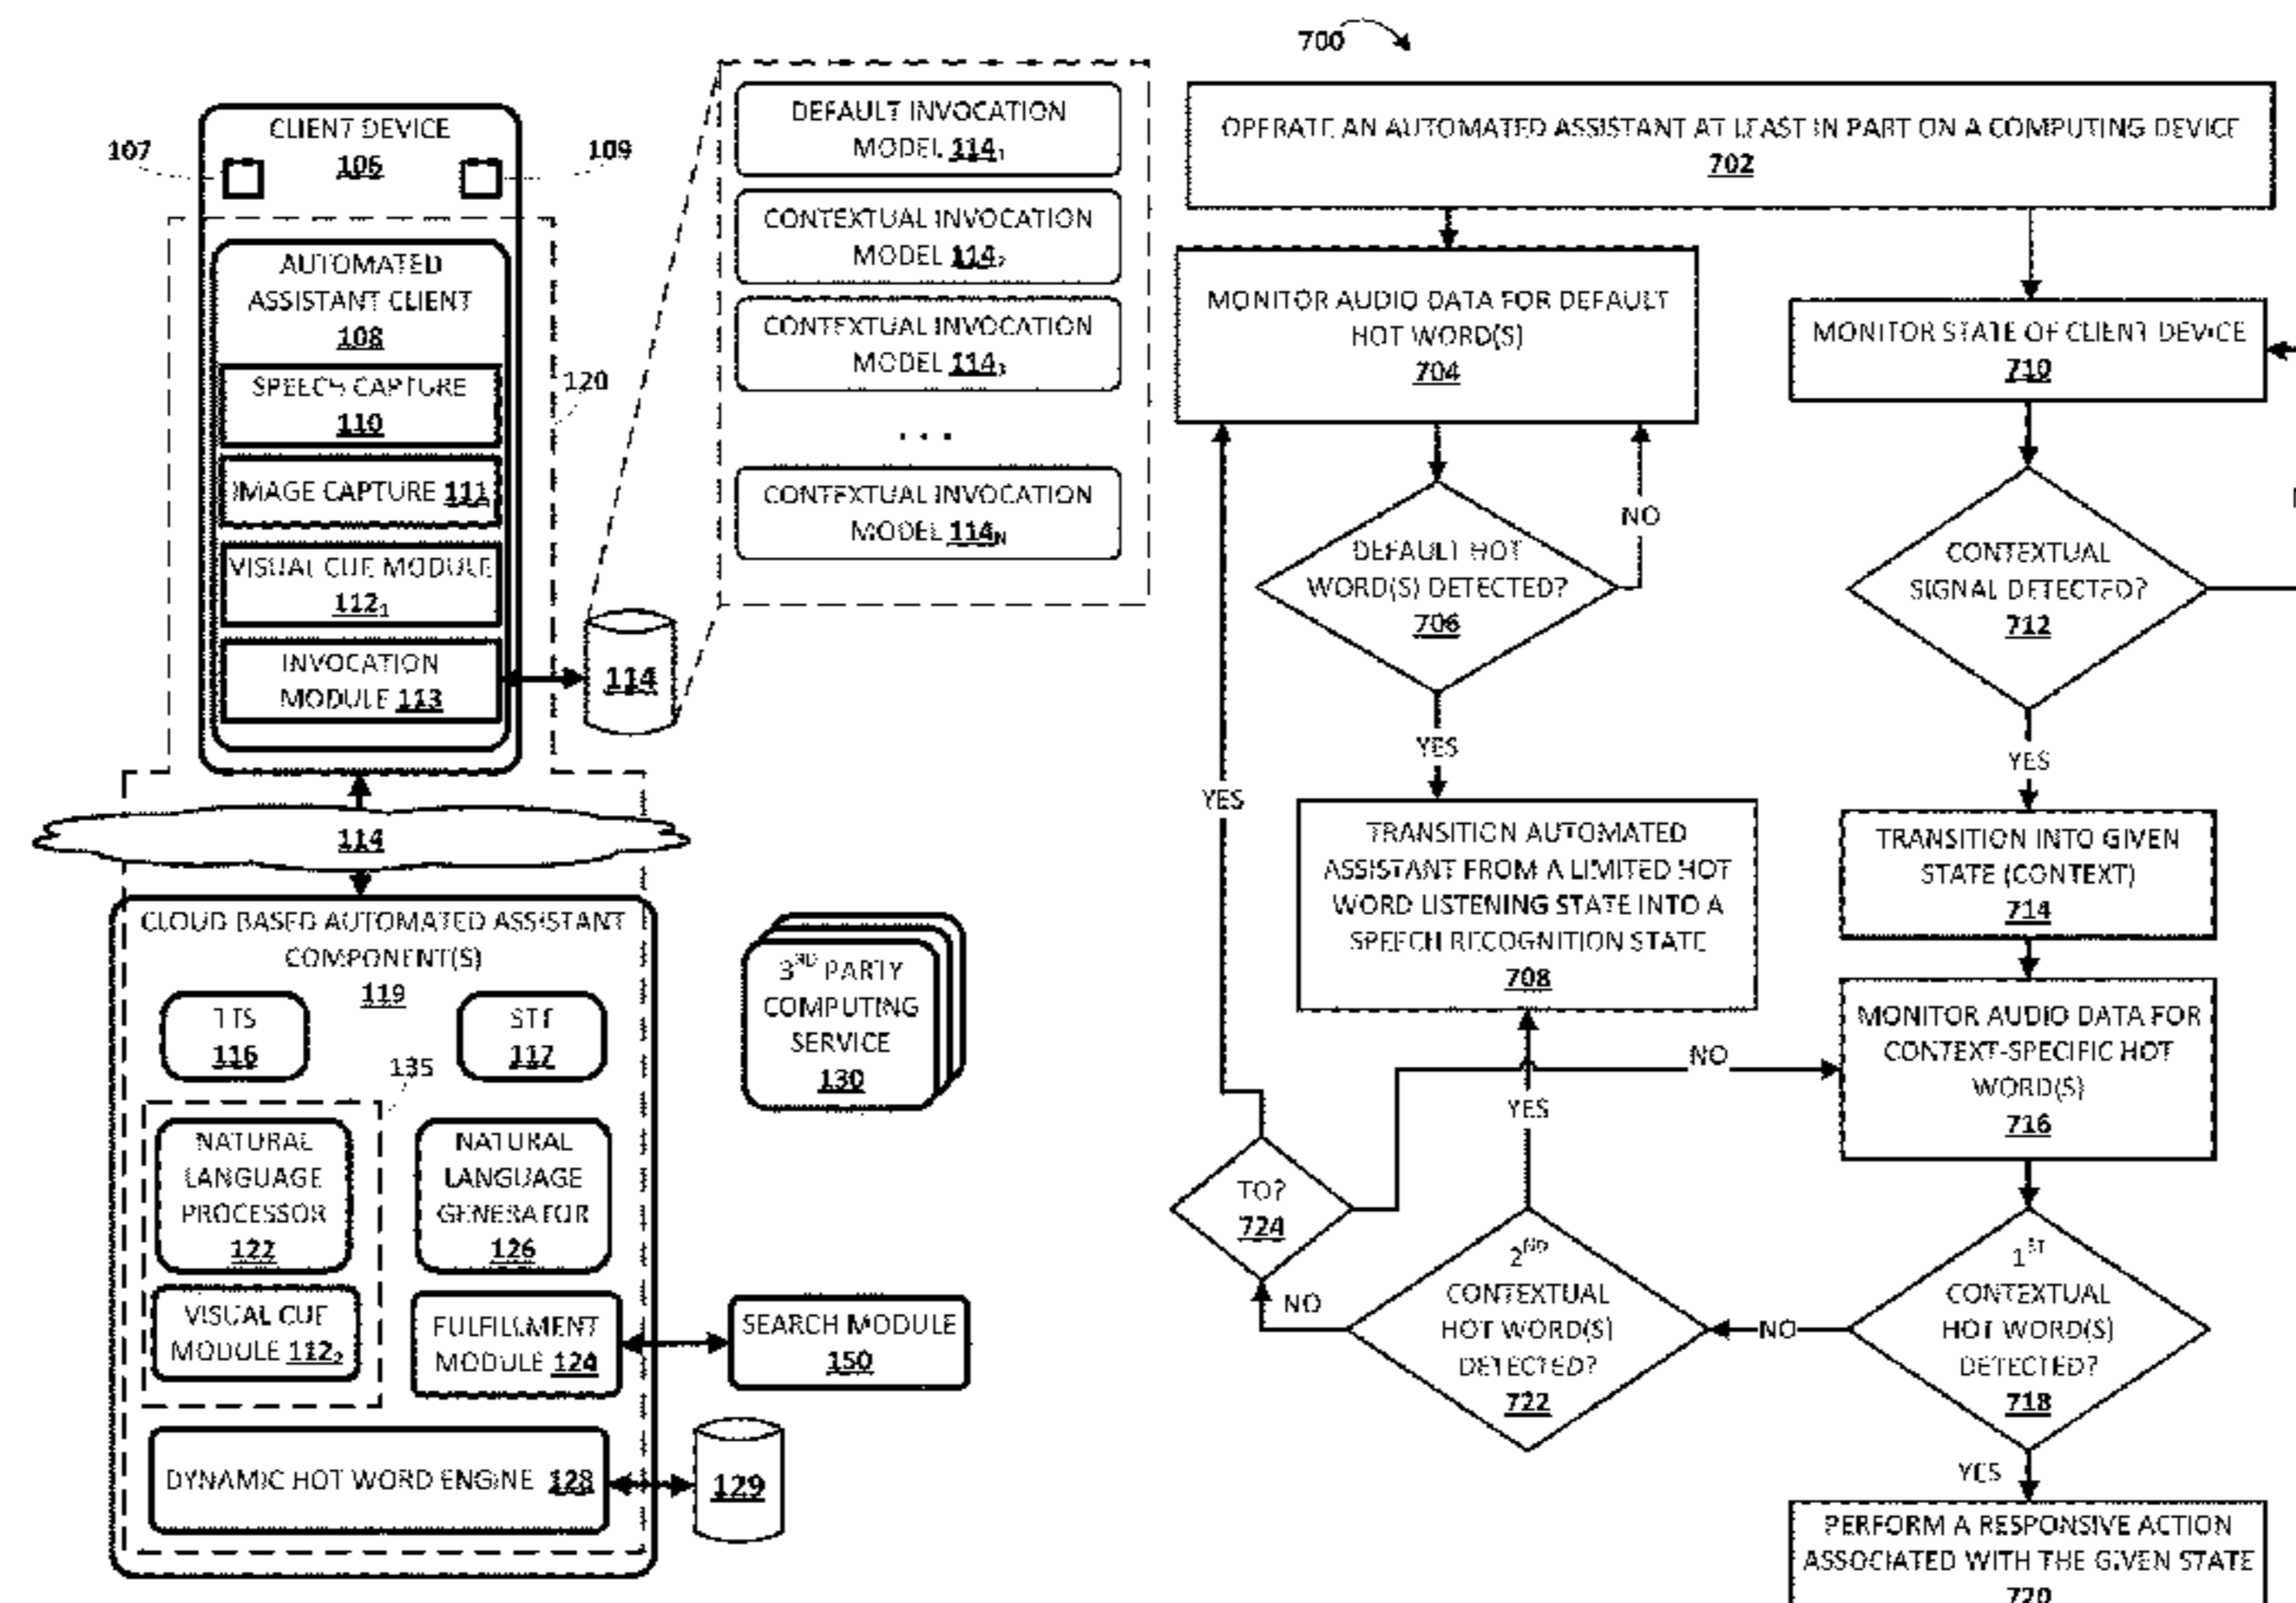 CLIENT DEVICE
106
107
109
AUTOMATED
ASSISTANT CLIENT
108
SPEECH CAPTURE
110
IMAGE CAPTURE 111
VISUAL CUE MODULE
112₁
INVOCATION
MODULE 113
120
114
DEFAULT INVOCATION
MODEL 114₁
CONTEXTUAL INVOCATION
MODEL 114₂
CONTEXTUAL INVOCATION
MODEL 114₃
...
CONTEXTUAL INVOCATION
MODEL 114N
114
CLOUD BASED AUTOMATED ASSISTANT
COMPONENT(S)
119
TTS
116
STT
117
135
NATURAL
LANGUAGE
PROCESSOR
122
NATURAL
LANGUAGE
GENERATOR
126
VISUAL CUE
MODULE 112₂
FULFILLMENT
MODULE 124
DYNAMIC HOT WORD ENGINE 128
129
3RD PARTY
COMPUTING
SERVICE
130
SEARCH MODULE
150
700
OPERATE AN AUTOMATED ASSISTANT AT LEAST IN PART ON A COMPUTING DEVICE
702
MONITOR AUDIO DATA FOR DEFAULT
HOT WORD(S)
704
DEFAULT HOT
WORD(S) DETECTED?
706
NO
YES
TRANSITION AUTOMATED
ASSISTANT FROM A LIMITED HOT
WORD LISTENING STATE INTO A
SPEECH RECOGNITION STATE
708
MONITOR STATE OF CLIENT DEVICE
710
CONTEXTUAL
SIGNAL DETECTED?
712
YES
TRANSITION INTO GIVEN
STATE (CONTEXT)
714
MONITOR AUDIO DATA FOR
CONTEXT-SPECIFIC HOT
WORD(S)
716
1ST
CONTEXTUAL
HOT WORD(S)
DETECTED?
718
NO
YES
PERFORM A RESPONSIVE ACTION
ASSOCIATED WITH THE GIVEN STATE
720
2ND
CONTEXTUAL
HOT WORD(S)
DETECTED?
722
YES
NO
TO?
724
YES
NO